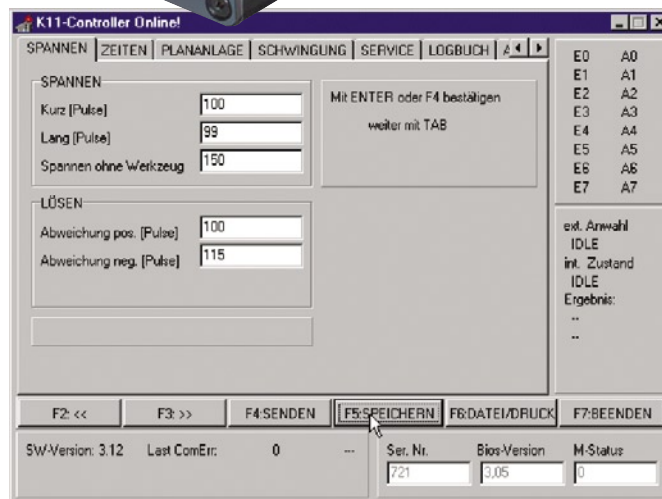 K11-Controller Online!
SPANNEN ZEITEN PLANANLAGE SCHWINGUNG SERVICE LOGBUCH
SPANNEN
Kurz [Pulse] 100
Lang [Pulse] 99
Spannen ohne Werkzeug 150
Mit ENTER oder F4 bestätigen
weiter mit TAB
LÖSEN
Abweichung pos. [Pulse] 100
Abweichung neg. [Pulse] 115
E0 A0
E1 A1
E2 A2
E3 A3
E4 A4
E5 A5
E6 A6
E7 A7
ext. Anwahl
IDLE
int. Zustand
IDLE
Ergebnis:
--
--
F2: << F3: >> F4:SENDEN F5:SPEICHERN F6:DATEI/DRUCK F7:BEENDEN
SW-Version: 3.12 Last ComErr: 0 ---
Ser. Nr. Bios-Version M-Status
721 3,05 0